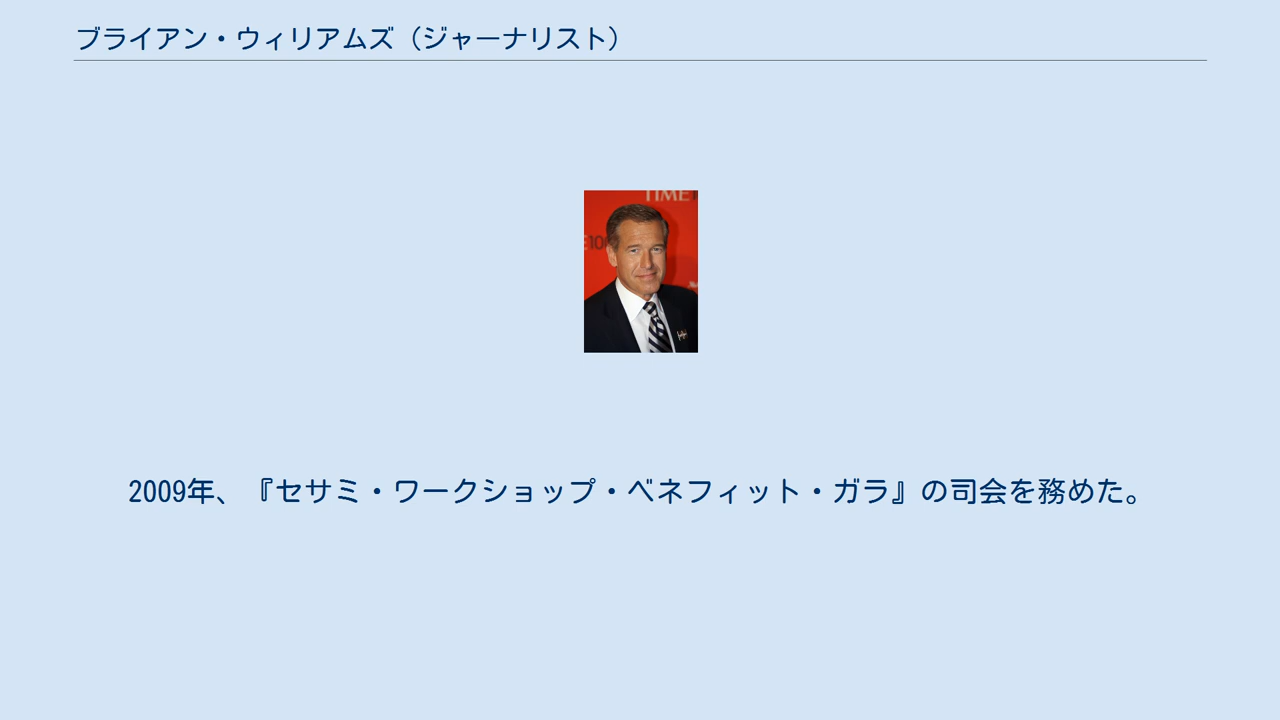 ブライアン・ウィリアムズ（ジャーナリスト）
TIME
100
2009年、『セサミ・ワークショップ・ベネフィット・ガラ』の司会を務めた。